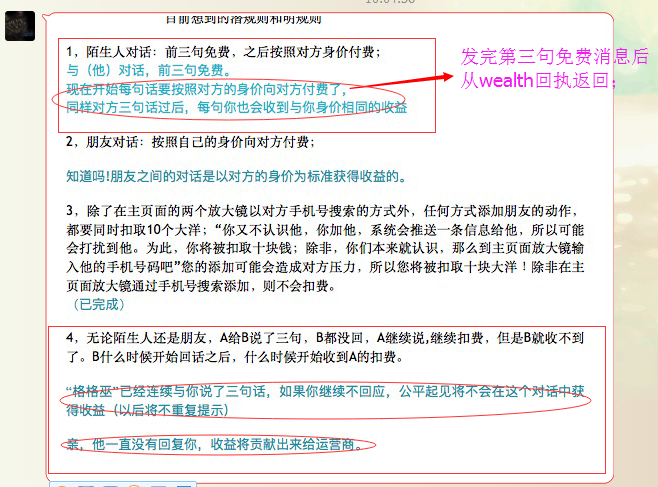 目前想到的潜规则和明规则
1，陌生人对话：前三句免费，之后按照对方身价付费；
与（他）对话，前三句免费。
现在开始每句话要按照对方的身价向对方付费了，
同样对方三句话过后，每句你也会收到与你身价相同的收益
发完第三句免费消息后
从wealth回执返回；
2，朋友对话：按照自己的身价向对方付费；
知道吗!朋友之间的对话是以对方的身价为标准获得收益的。
3，除了在主页面的两个放大镜以对方手机号搜索的方式外，任何方式添加朋友的动作，
都要同时扣取10个大洋；“你又不认识他，你加他，系统会推送一条信息给他，所以可能
会打扰到他。为此，你将被扣取十块钱；除非，你们本来就认识，那么到主页面放大镜输
入他的手机号码吧”您的添加可能会造成对方压力，所以您将被扣取十块大洋！除非在主
页面放大镜通过手机号搜索添加，则不会扣费。
（已完成）
4，无论陌生人还是朋友，A给B说了三句，B都没回，A继续说,继续扣费，但是B就收不到
了。B什么时候开始回话之后，什么时候开始收到A的扣费。
“格格巫”已经连续与你说了三句话，如果你继续不回应，公平起见将不会在这个对话中获
得收益（以后将不重复提示）
亲，他一直没有回复你，收益将贡献出来给运营商。